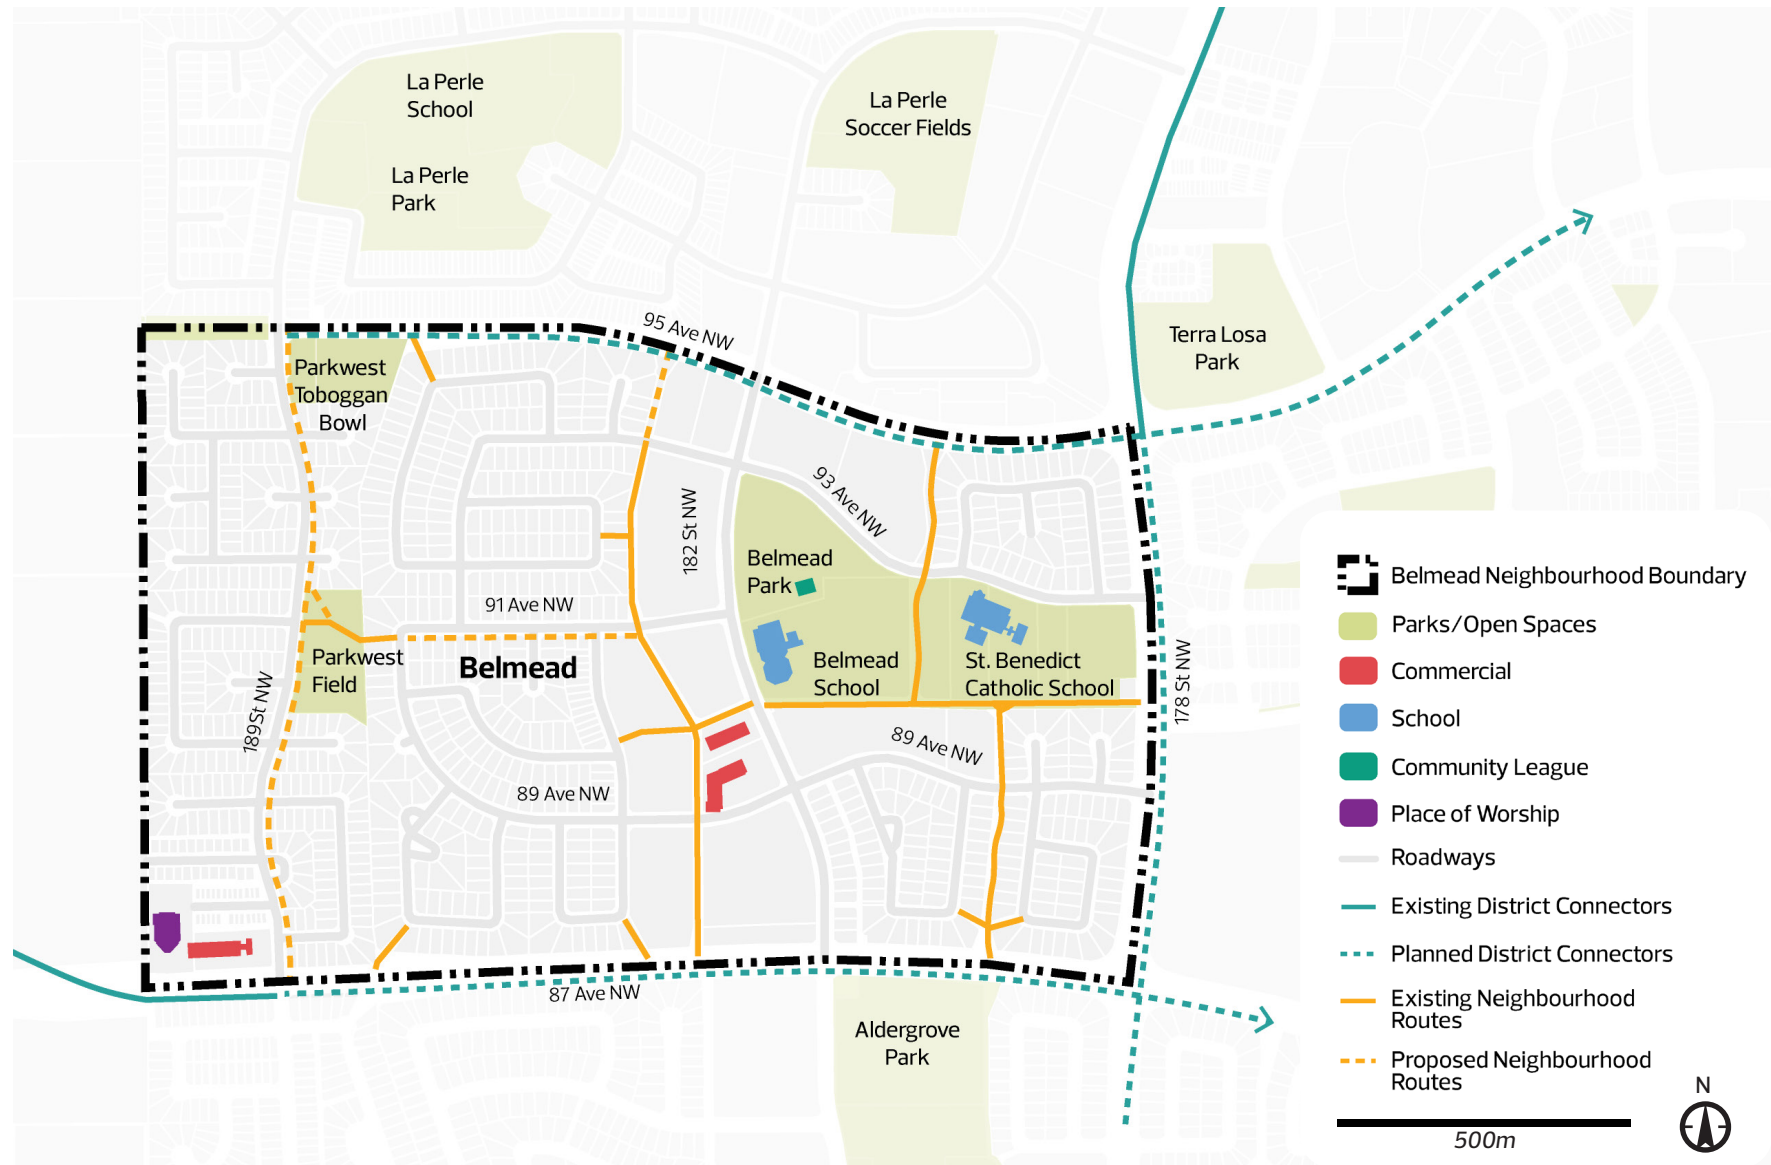 La Perle
School
La Perle
Park
La Perle
Soccer Fields
95 Ave NW
Terra Losa
Park
Parkwest
Toboggan
Bowl
93 Ave NW
182 St NW
Belmead
Park
91 Ave NW
Parkwest
Field
Belmead
Belmead
School
St. Benedict
Catholic School
178 St NW
189St NW
89 Ave NW
89 Ave NW
87 Ave NW
Aldergrove
Park
Belmead Neighbourhood Boundary
Parks/Open Spaces
Commercial
School
Community League
Place of Worship
Roadways
Existing District Connectors
Planned District Connectors
Existing Neighbourhood
Routes
Proposed Neighbourhood
Routes
N
500m